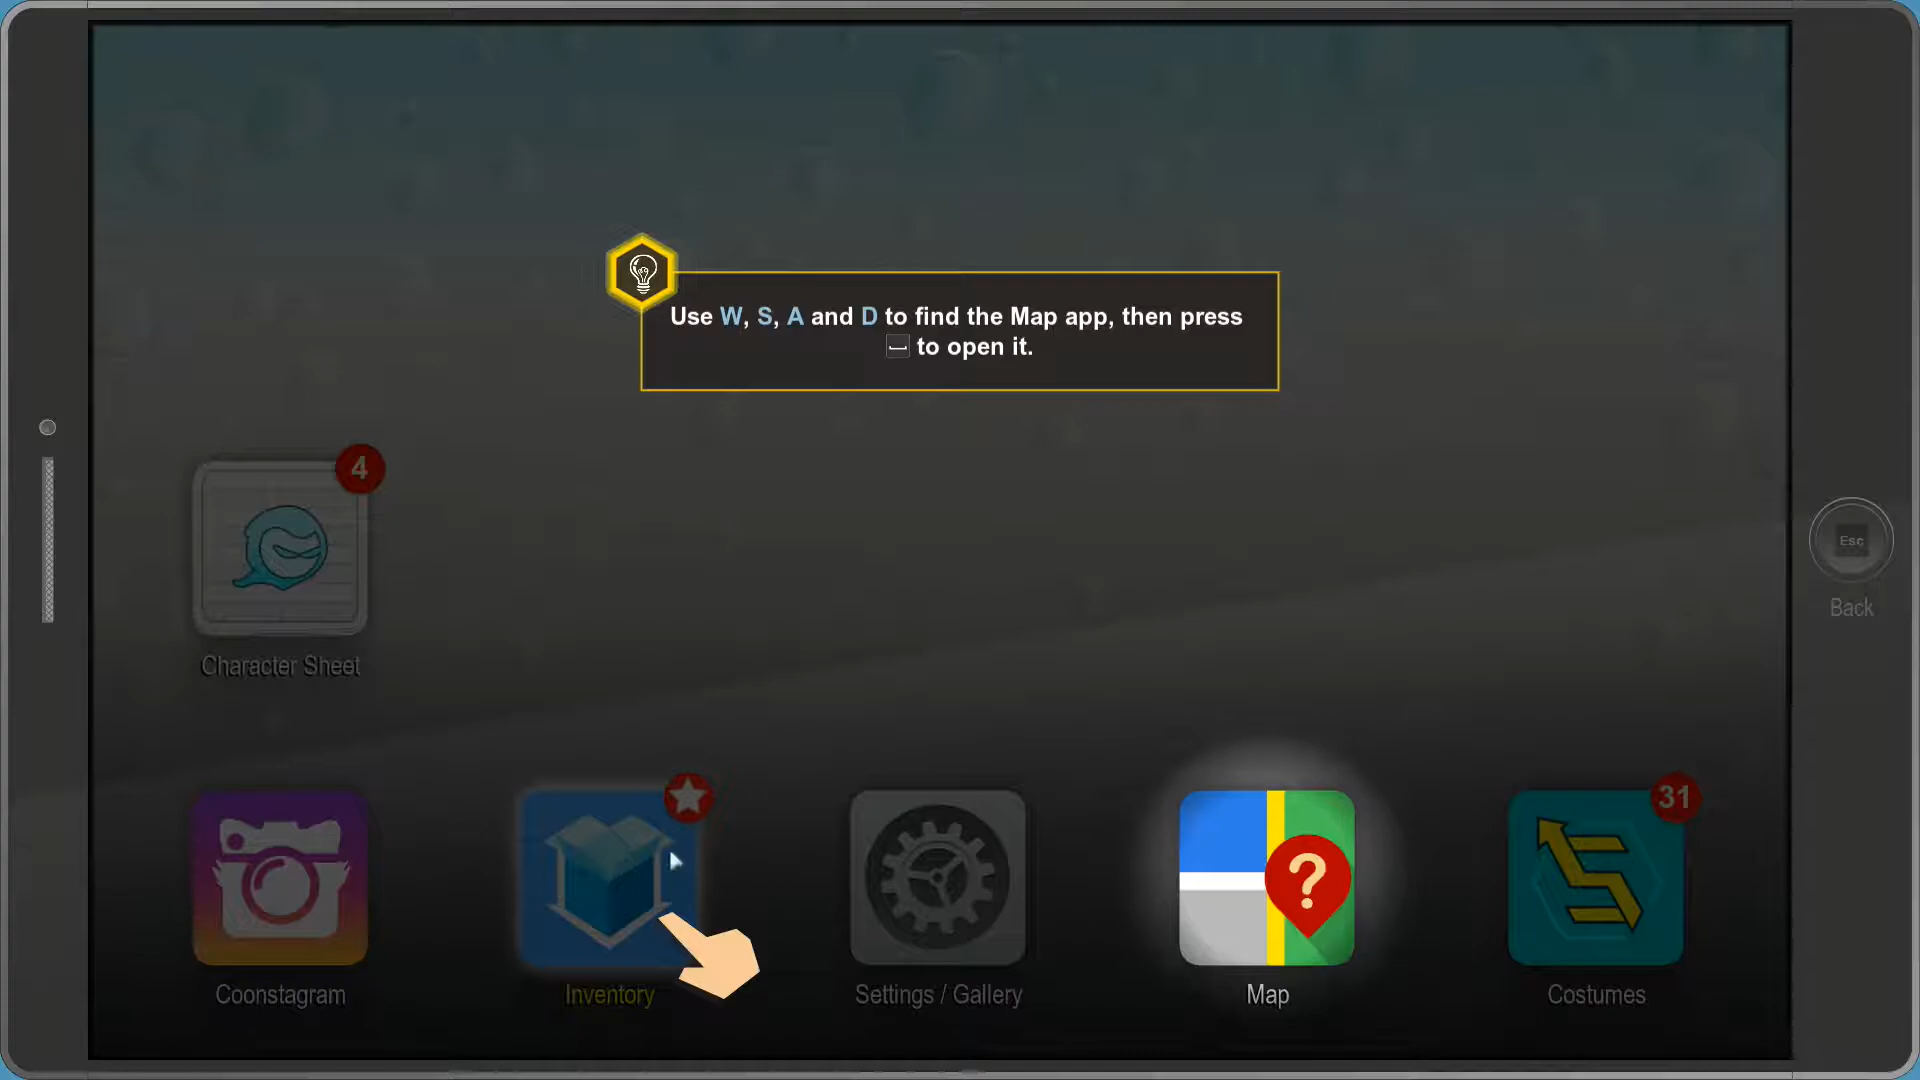 Use W, S, A and D to find the Map app, then press
to open it.
4
Character Sheet
Esc
Back
31
?
Coonstagram
Inventory
Settings / Gallery
Map
Costumes